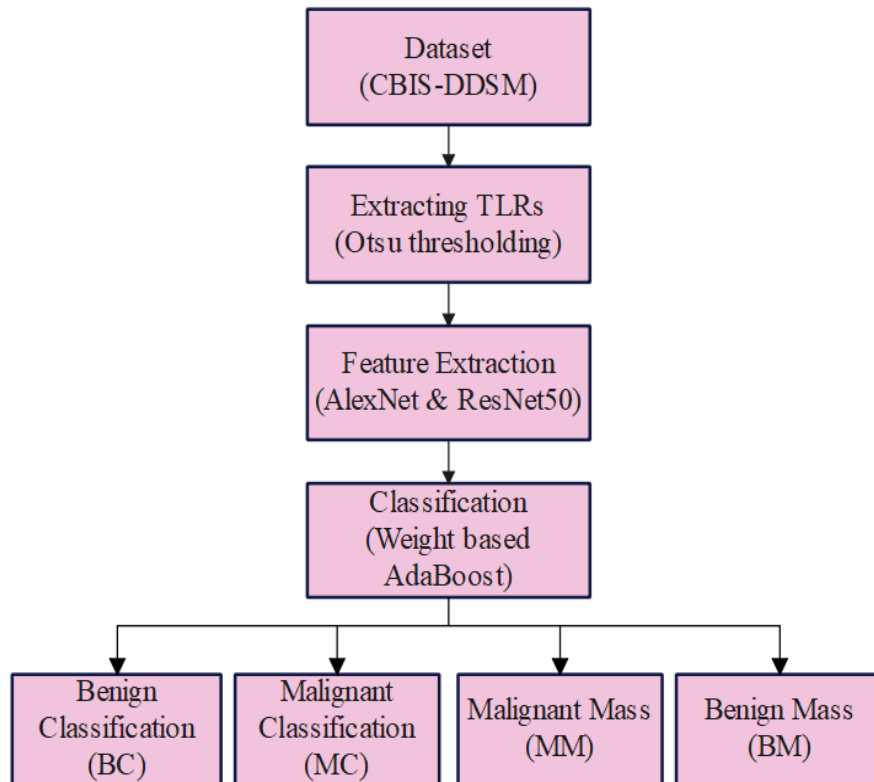 Dataset
(CBIS-DDSM)
Extracting TLRs
(Otsu thresholding)
Feature Extraction
(AlexNet & ResNet50)
Classification
(Weight based
AdaBoost)
Benign
Classification
(BC)
Malignant
Classification
(MC)
Malignant Mass
(MM)
Benign Mass
(BM)